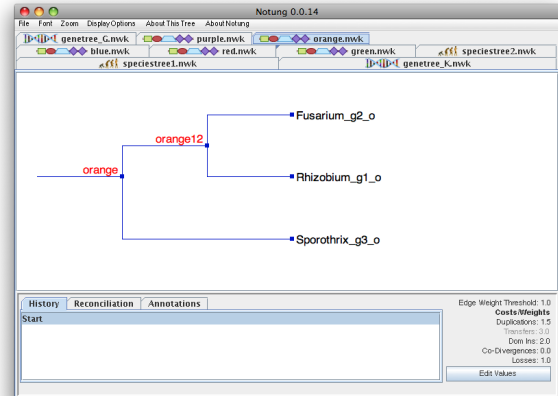 Notung 0.0.14
File Font Zoom Display Options About This Tree About Notung
genetree_G.nwk purple.nwk orange.nwk
blue.nwk red.nwk green.nwk speciestree2.nwk
speciestree1.nwk genetree_K.nwk
Fusarium_g2_o
orange12
orange
Rhizobium_g1_o
Sporothrix_g3_o
History Reconciliation Annotations
Start
Edge Weight Threshold: 1.0
Costs/Weights
Duplications: 1.5
Transfers: 3.0
Dom Ins: 2.0
Co-Divergences: 0.0
Losses: 1.0
Edit Values